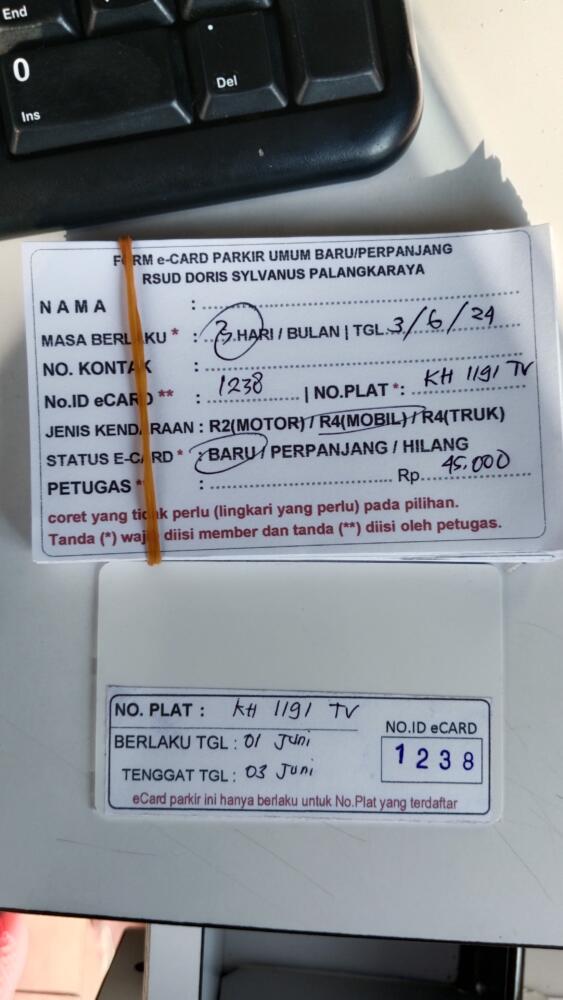 End
0
Ins
.
Del
FORM e-CARD PARKIR UMUM BARU/PERPANJANG
RSUD DORIS SYLVANUS PALANGKARAYA
N A M A :
MASA BERLAKU * : 3 HARI / BULAN | TGL. 3/6/24
NO. KONTAK :
No.ID eCARD ** : 1238 | NO.PLAT *: KH 1191 TV
JENIS KENDARAAN : R2(MOTOR) / R4(MOBIL) / R4(TRUK)
STATUS E-CARD * : BARU / PERPANJANG / HILANG
PETUGAS * : Rp. 45.000
coret yang tidak perlu (lingkari yang perlu) pada pilihan.
Tanda (*) wajib diisi member dan tanda (**) diisi oleh petugas.
NO. PLAT : KH 1191 TV
NO.ID eCARD
BERLAKU TGL : 01 Juni
1238
TENGGAT TGL : 03 Juni
eCard parkir ini hanya berlaku untuk No.Plat yang terdaftar